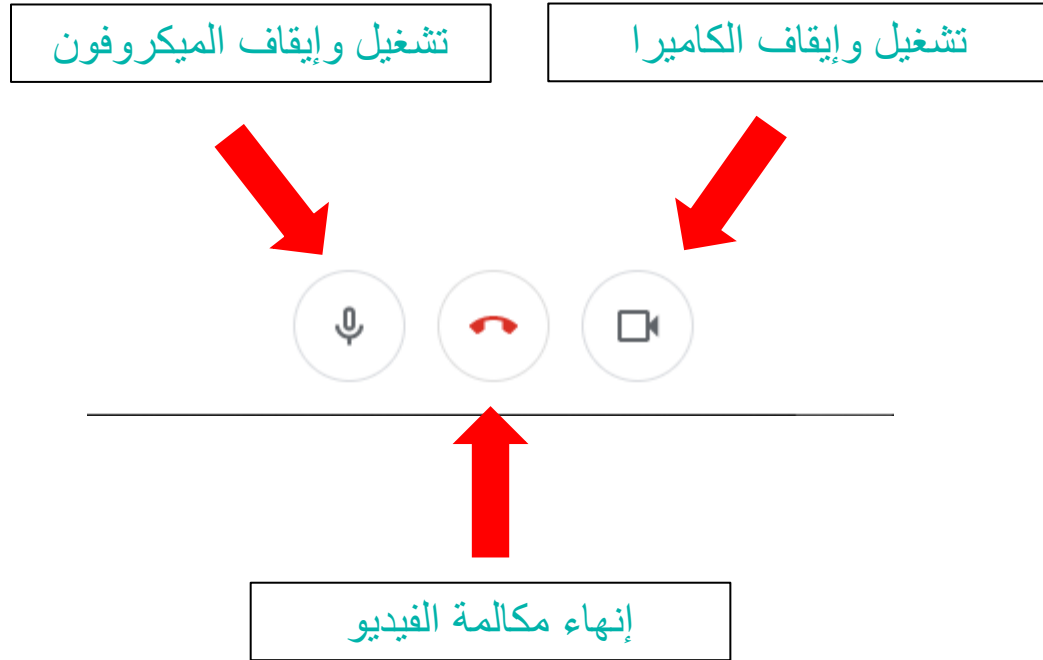 تشغيل وإيقاف الكاميرا
تشغيل وإيقاف الميكروفون
إنهاء مكالمة الفيديو